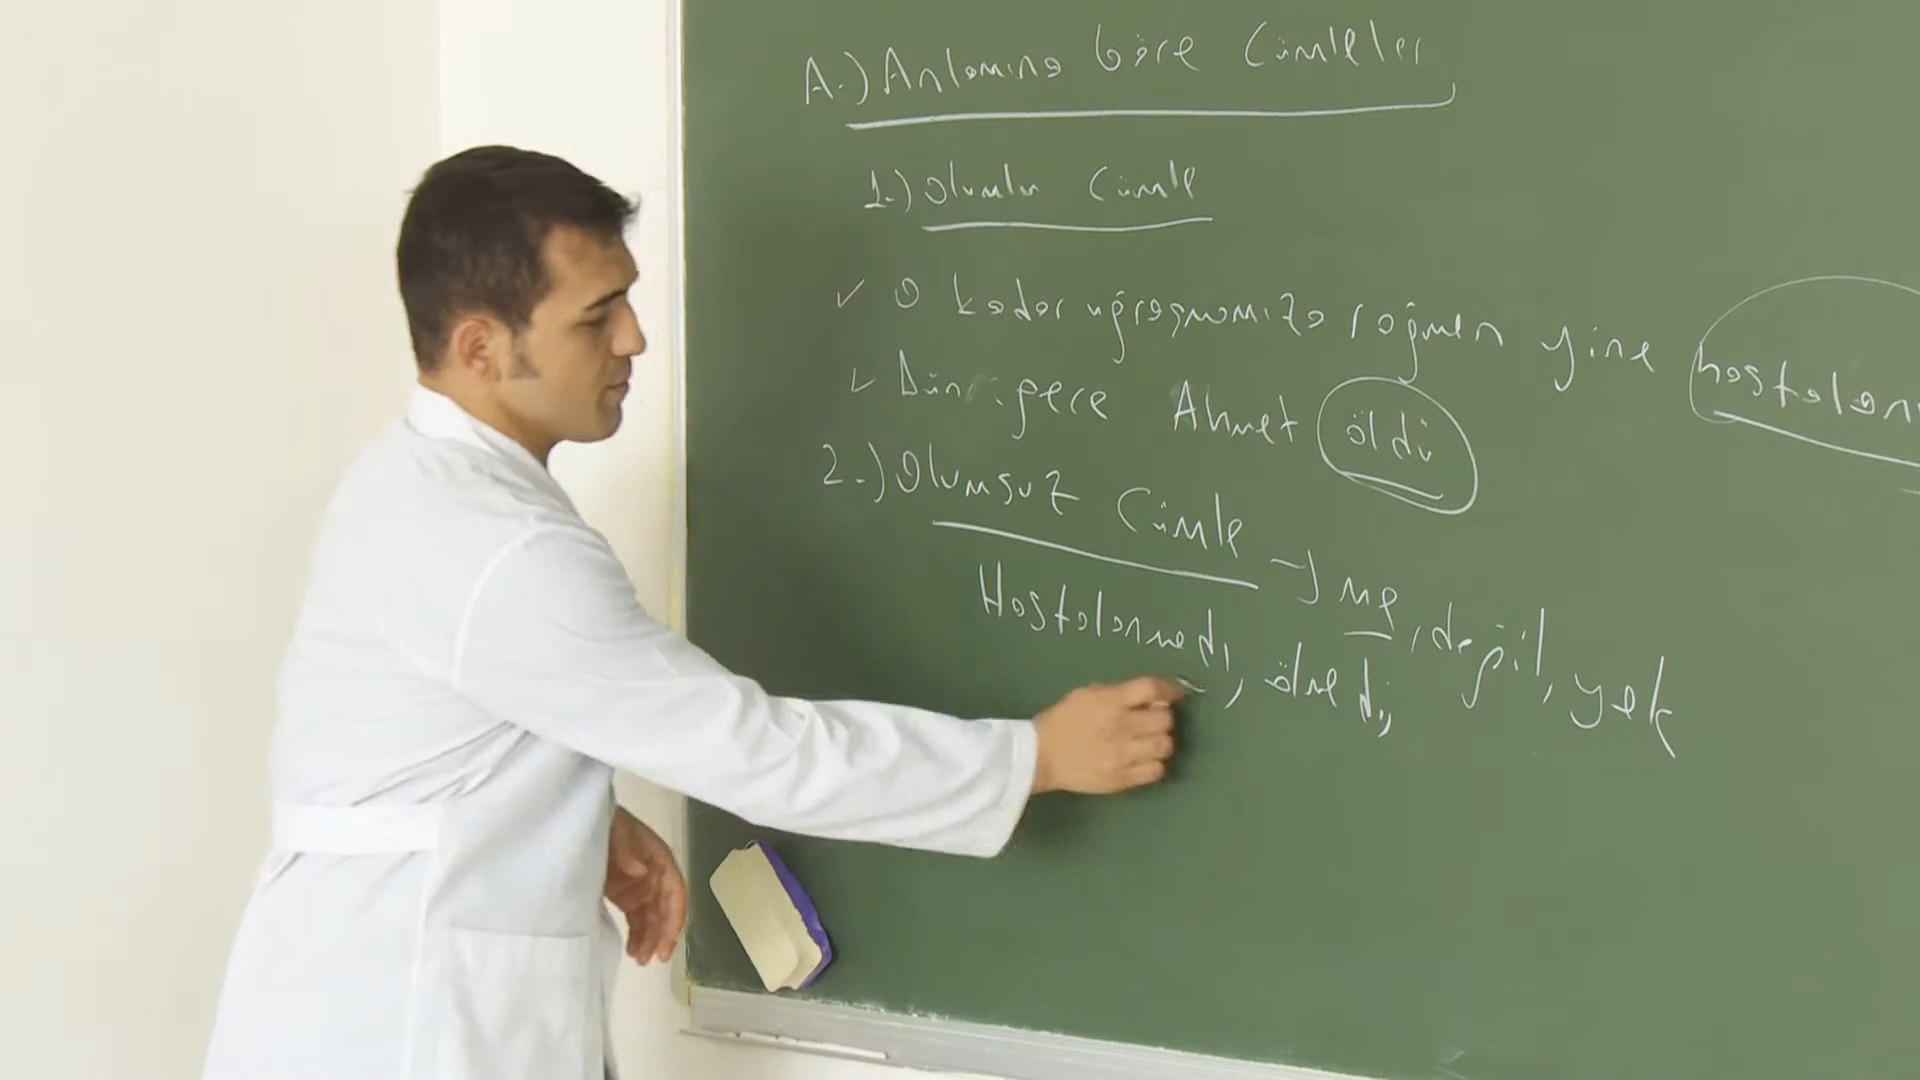 A.) Anlamına Göre Cümleler
1.) Olumlu Cümle
✓ O kadar uğraşmamıza rağmen yine hastalan
✓ Dün gece Ahmet öldü
2.) Olumsuz Cümle → me, değil, yok
Hastalanmadı, ölmedi,